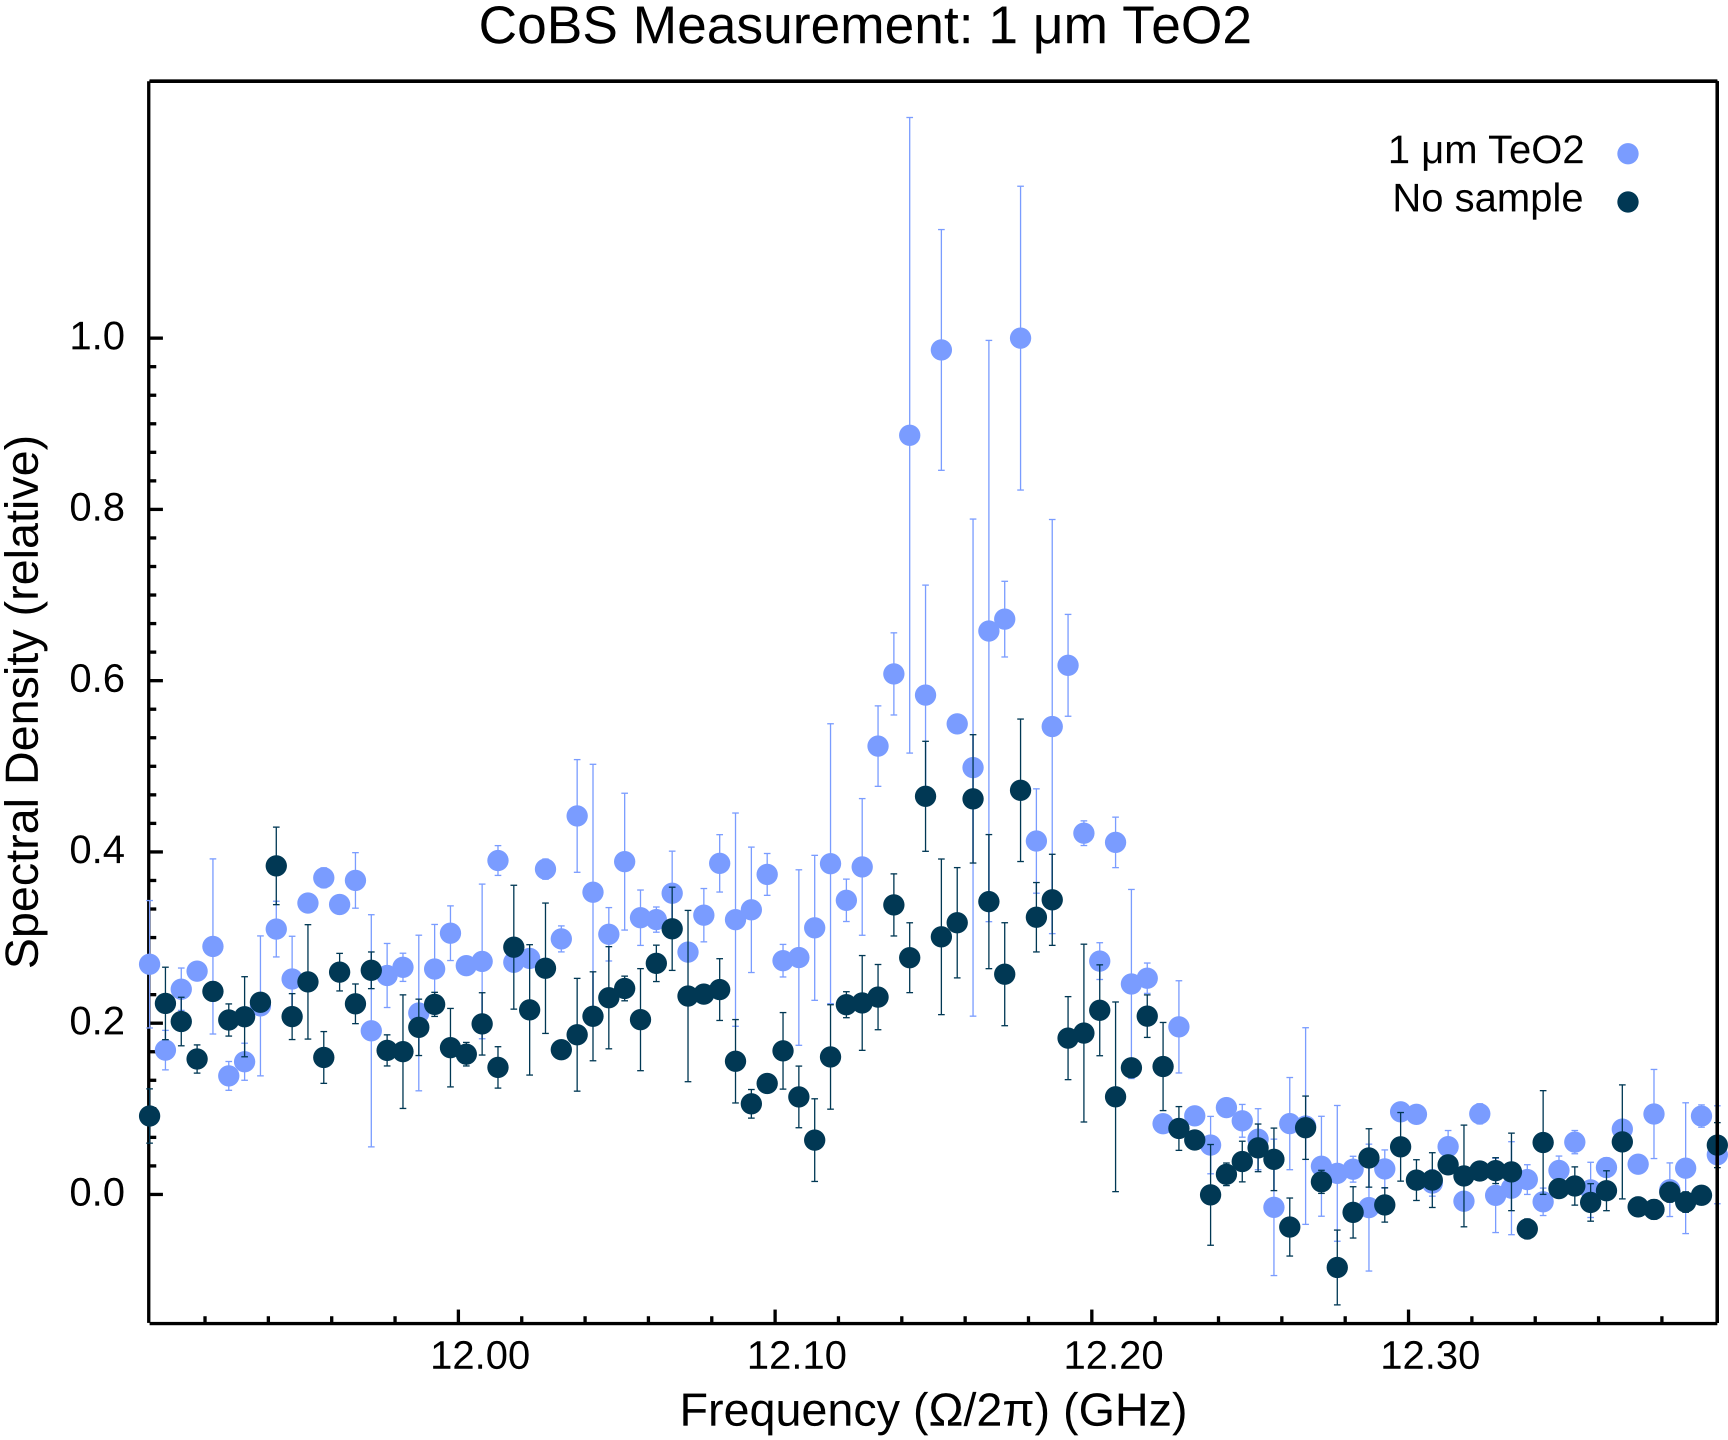 CoBS Measurement: 1 μm TeO2
1 μm TeO2
No sample
1.0
0.8
0.6
0.4
0.2
0.0
Spectral Density (relative)
12.00 12.10 12.20 12.30
Frequency (Ω/2π) (GHz)